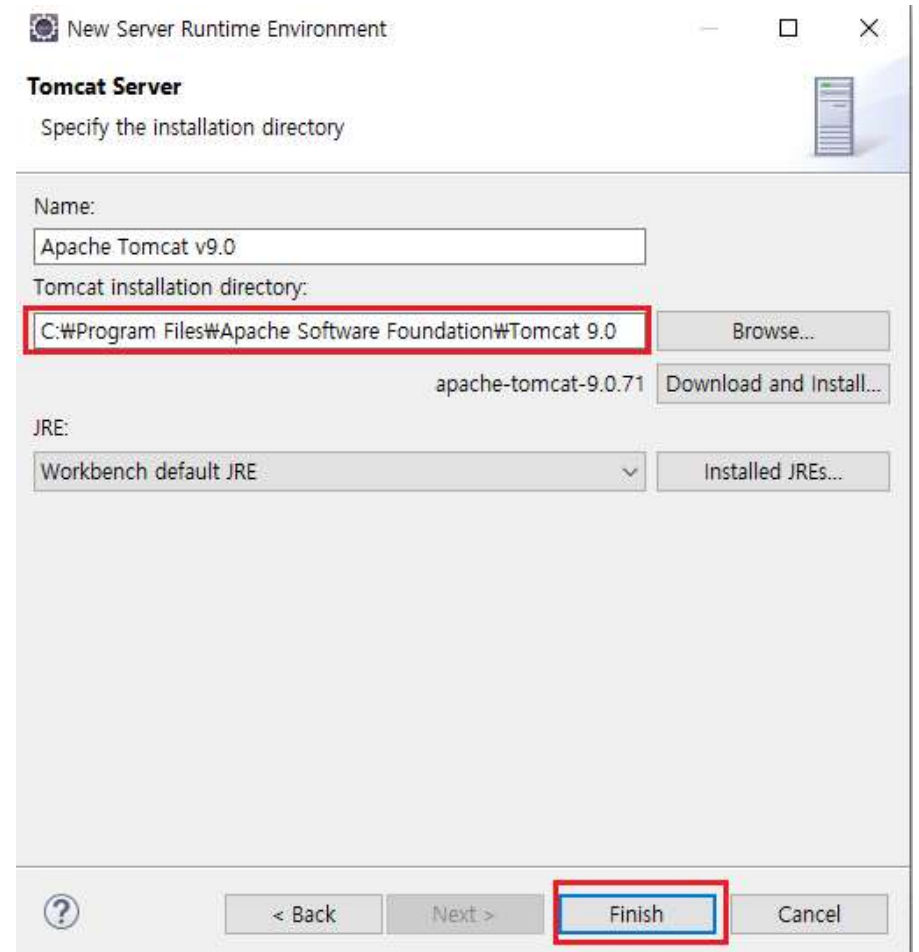 New Server Runtime Environment
Tomcat Server
Specify the installation directory
Name:
Apache Tomcat v9.0
Tomcat installation directory:
C:₩Program Files₩Apache Software Foundation₩Tomcat 9.0
Browse...
apache-tomcat-9.0.71
Download and Install...
JRE:
Workbench default JRE
Installed JREs...
?
< Back
Next >
Finish
Cancel